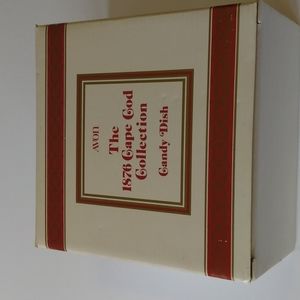 AVON
The
1876 Cape Cod
Collection
Candy Dish